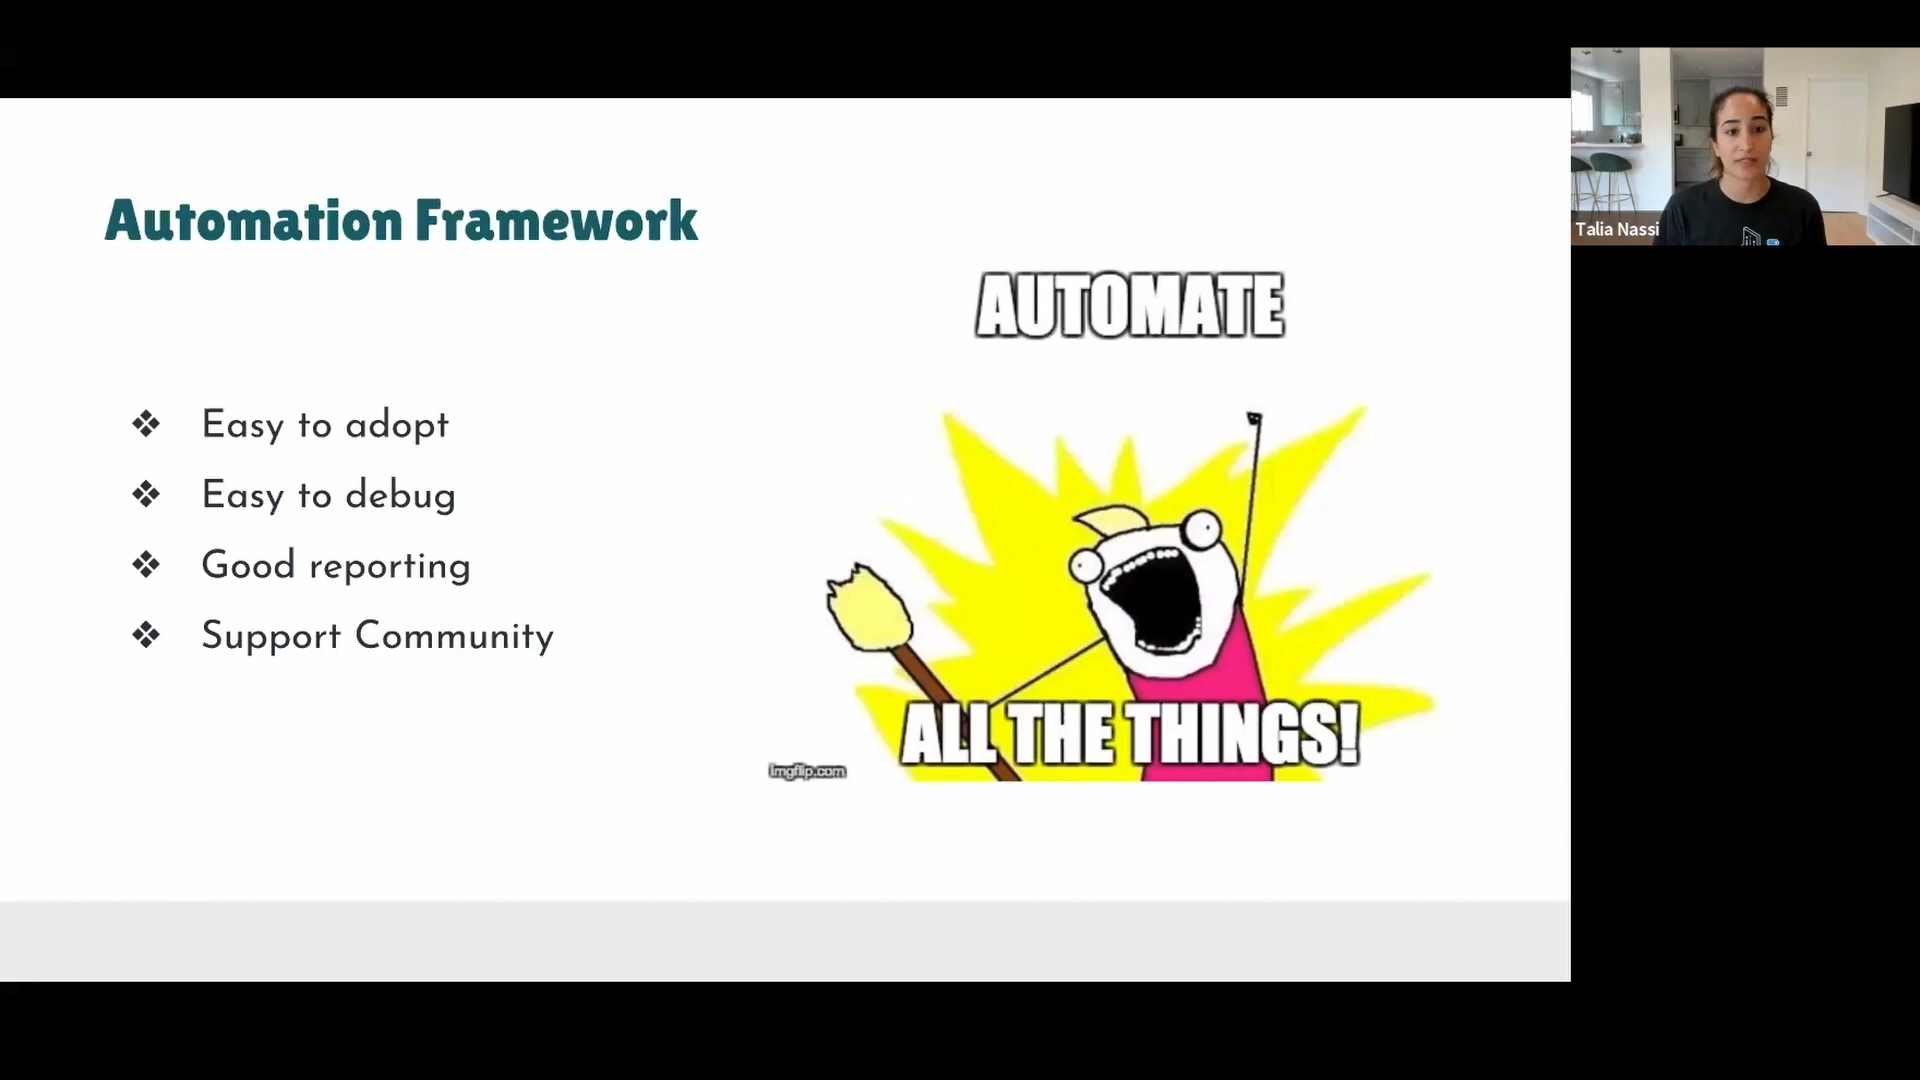 Automation Framework
Easy to adopt
Easy to debug
Good reporting
Support Community
AUTOMATE
ALL THE THINGS!
imgflip.com
Talia Nassi